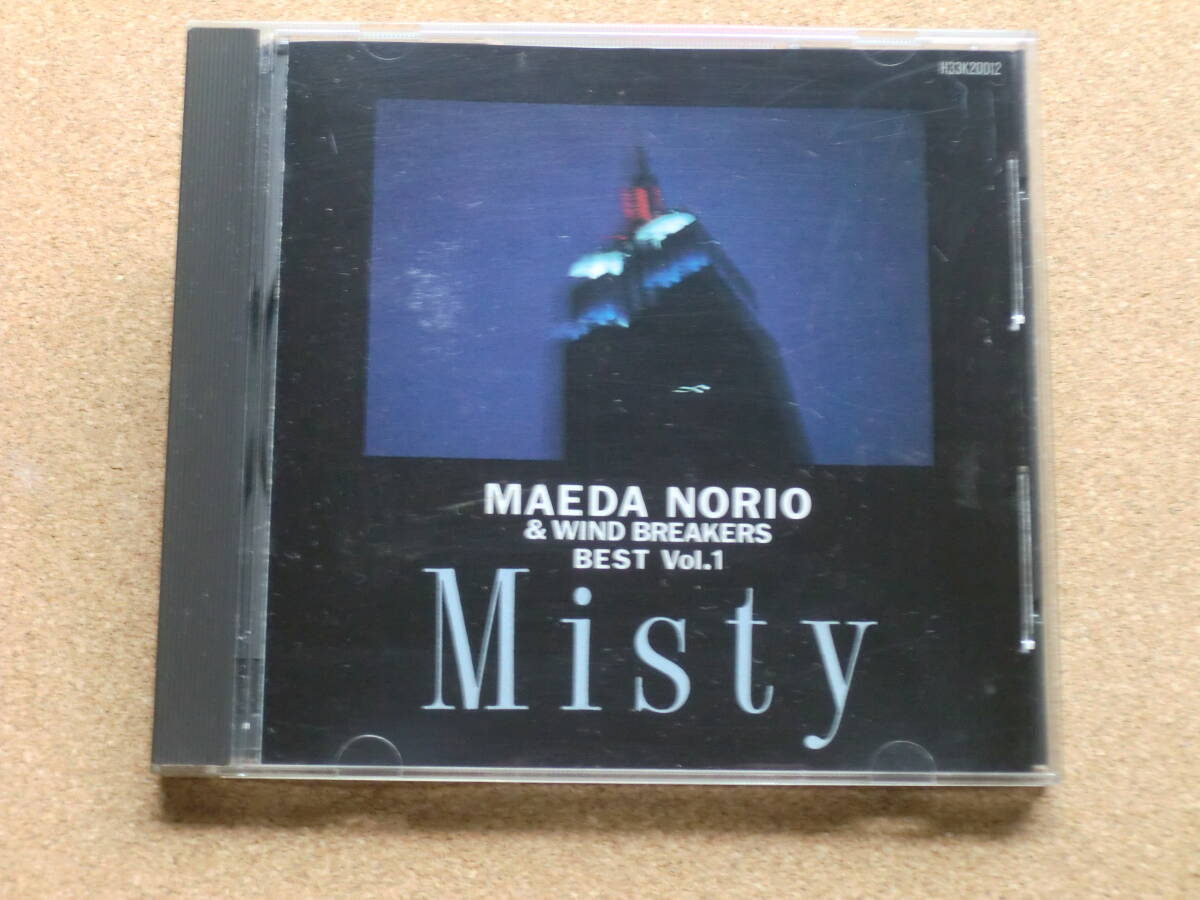 H33K20012
MAEDA NORIO
& WIND BREAKERS
BEST Vol.1
Misty